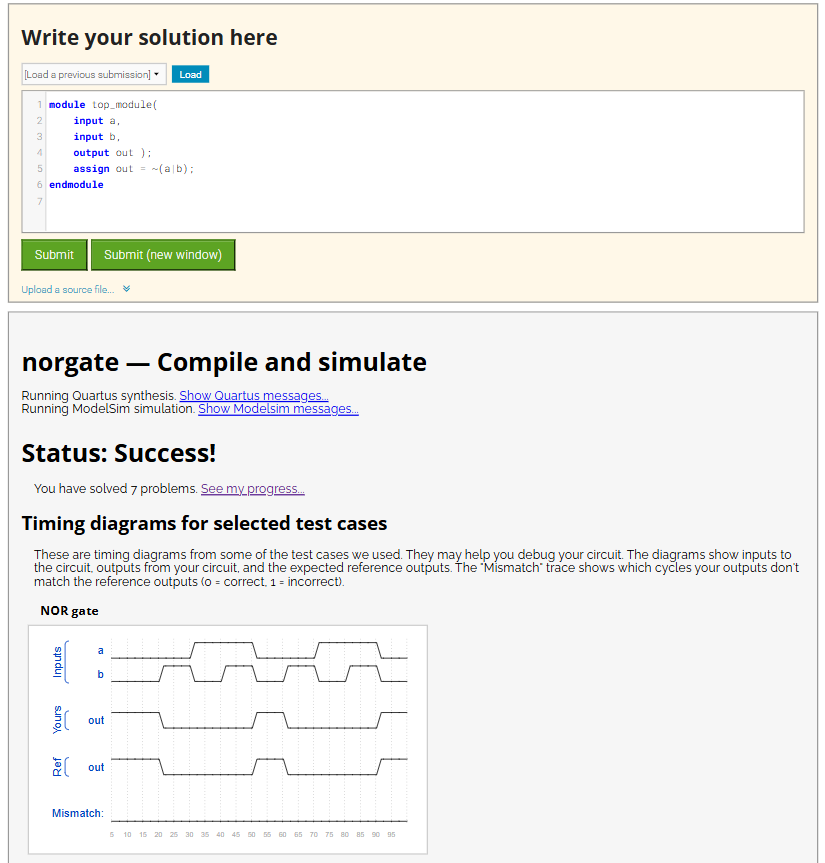 Write your solution here
[Load a previous submission] Load
1 module top_module(
2 input a,
3 input b,
4 output out );
5 assign out = ~(a|b);
6 endmodule
7
Submit Submit (new window)
Upload a source file...
norgate — Compile and simulate
Running Quartus synthesis. Show Quartus messages...
Running ModelSim simulation. Show Modelsim messages...
Status: Success!
You have solved 7 problems. See my progress...
Timing diagrams for selected test cases
These are timing diagrams from some of the test cases we used. They may help you debug your circuit. The diagrams show inputs to
the circuit, outputs from your circuit, and the expected reference outputs. The "Mismatch" trace shows which cycles your outputs don't
match the reference outputs (0 = correct, 1 = incorrect).
NOR gate
Inputs a
b
Yours out
Ref out
Mismatch:
5 10 15 20 25 30 35 40 45 50 55 60 65 70 75 80 85 90 95